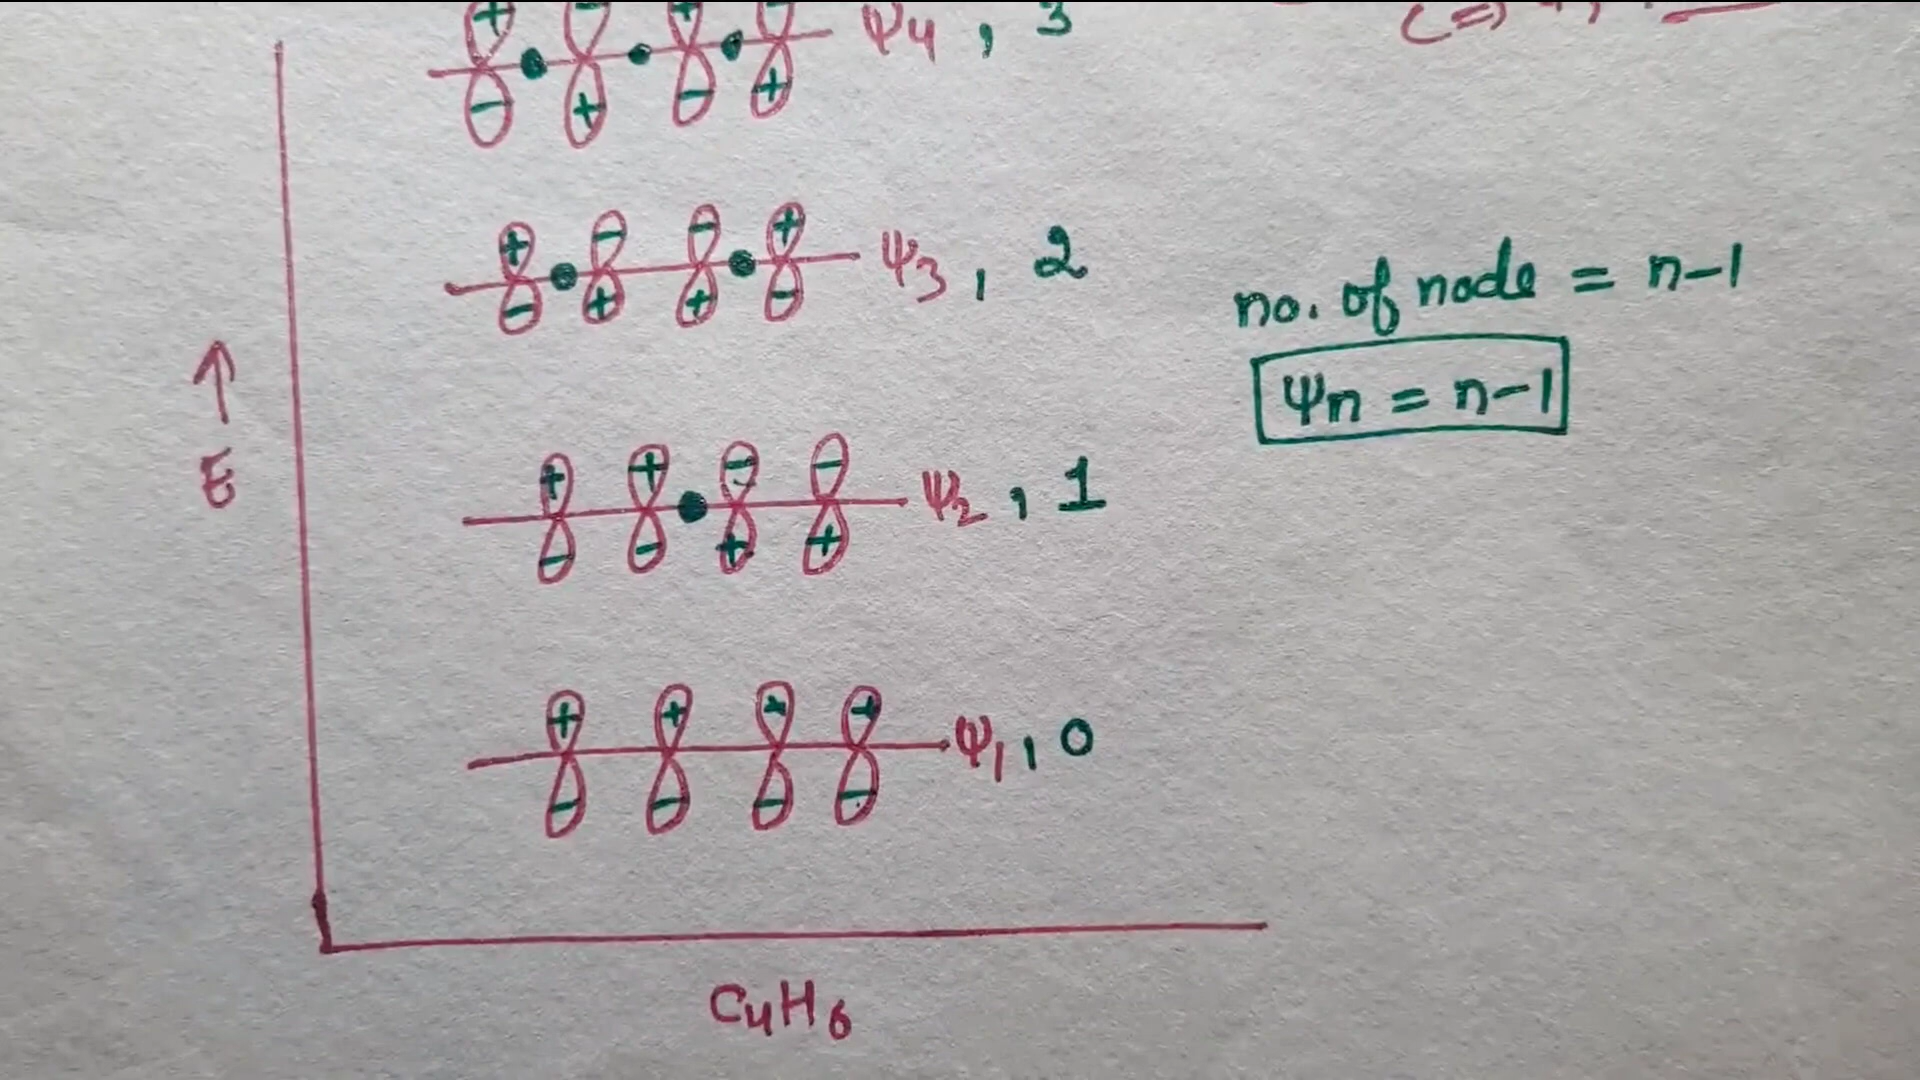 + - + - Ψ4 , 3
- + - +
+ - - + Ψ3 , 2
- + + -
no. of node = n-1
Ψn = n-1
↑
E
+ + - - Ψ2 , 1
- - + +
+ + + + Ψ1 , 0
- - - -
C4H6